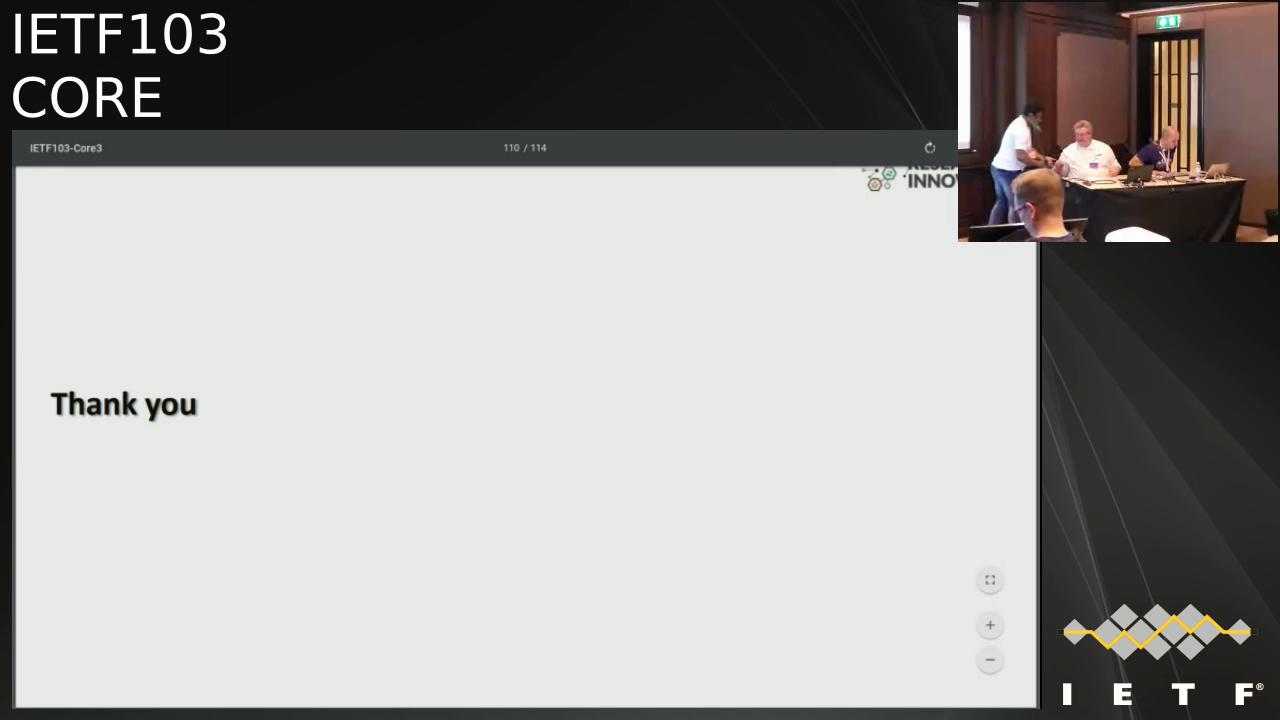 IETF103
CORE
IETF103-Core3
110 / 114
INNO
Thank you
I E T F®